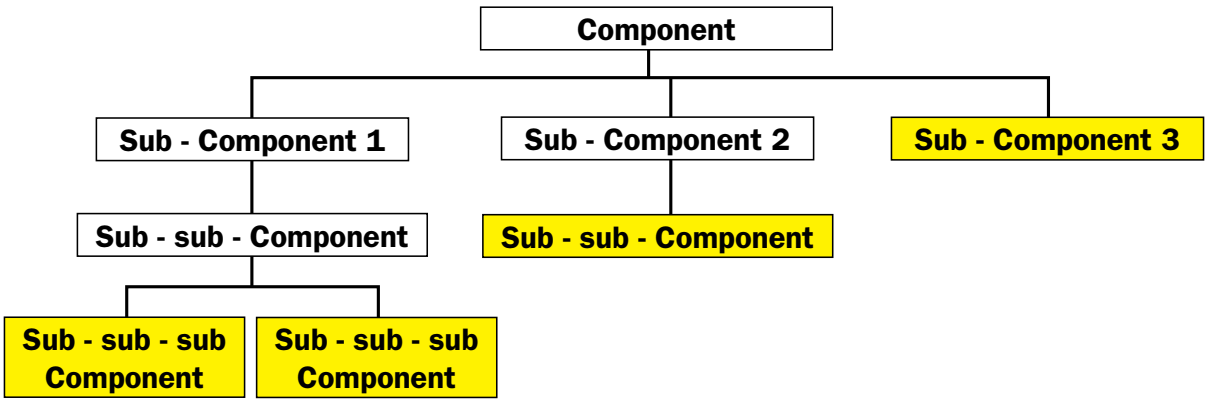 Component
Sub - Component 1
Sub - Component 2
Sub - Component 3
Sub - sub - Component
Sub - sub - Component
Sub - sub - sub
Component
Sub - sub - sub
Component